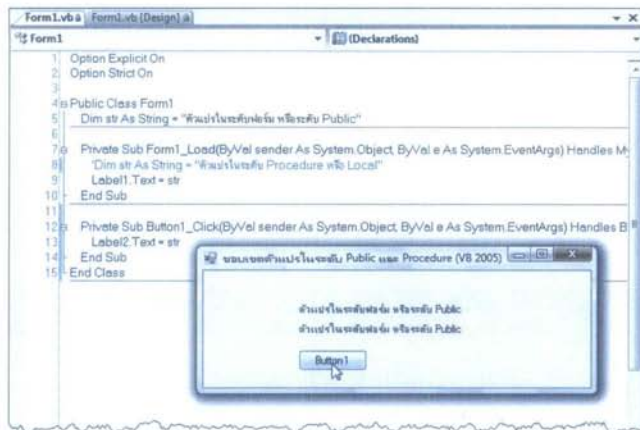 Form1.vb Form1.vb [Design]
Form1 (Declarations)
1 Option Explicit On
2 Option Strict On
3
4 Public Class Form1
5 Dim str As String = "ตัวแปรในระดับฟอร์ม หรือระดับ Public"
6
7 Private Sub Form1_Load(ByVal sender As System.Object, ByVal e As System.EventArgs) Handles
8 'Dim str As String = "ตัวแปรในระดับ Procedure หรือ Local"
9 Label1.Text = str
10 End Sub
11
12 Private Sub Button1_Click(ByVal sender As System.Object, ByVal e As System.EventArgs) Handles
13 Label2.Text = str
14 End Sub
15 End Class
ขอบเขตตัวแปรในระดับ Public และ Procedure (VB 2005)
ตัวแปรในระดับฟอร์ม หรือระดับ Public
ตัวแปรในระดับฟอร์ม หรือระดับ Public
Button1